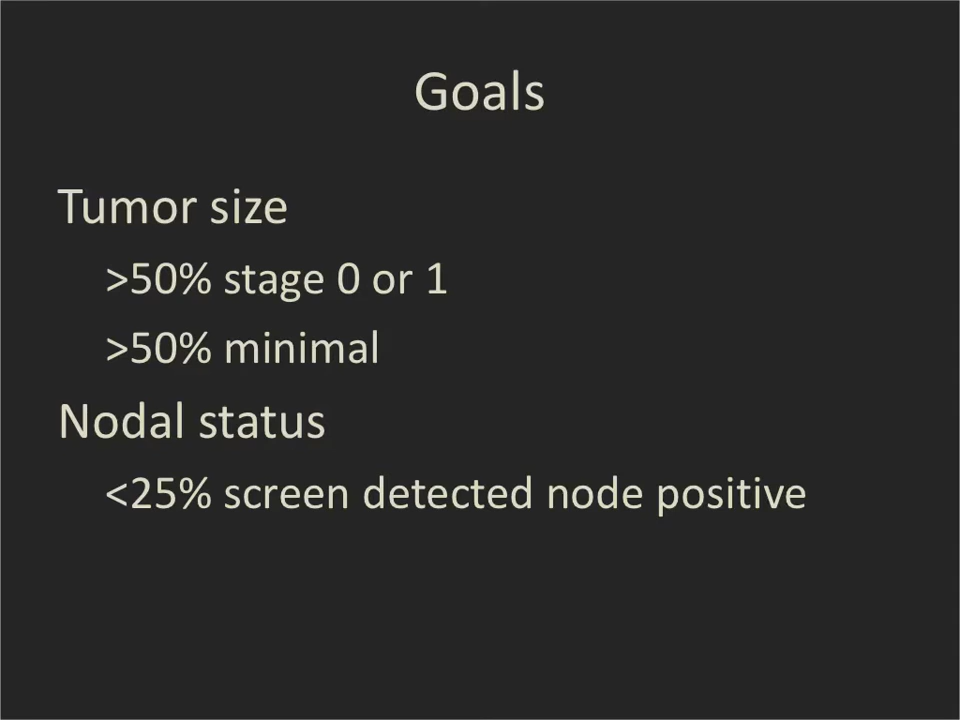 Goals
Tumor size
>50% stage 0 or 1
>50% minimal
Nodal status
<25% screen detected node positive